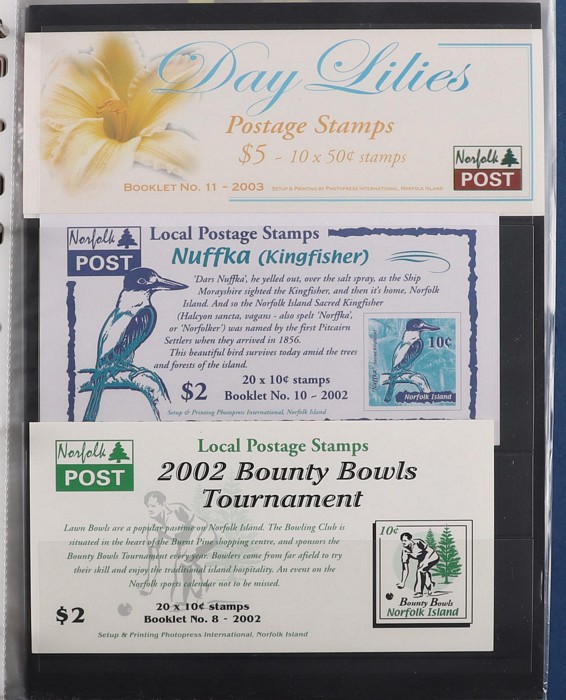 Day Lilies
Postage Stamps
$5 - 10 x 50¢ stamps
Norfolk
POST
BOOKLET NO. 11 - 2003
SETUP & PRINTING BY PHOTOPRESS INTERNATIONAL, NORFOLK ISLAND
Norfolk
POST
Local Postage Stamps
Nuffka (Kingfisher)
'Dars Nuffka', he yelled out, over the salt spray, as the Ship
Morayshire sighted the Kingfisher, and then it's home, Norfolk
Island. And so the Norfolk Island Sacred Kingfisher
(Halcyon sancta, vagans - also spelt 'Norfka',
or 'Norfolker') was named by the first Pitcairn
Settlers when they arrived in 1856.
This beautiful bird survives today amid the trees
and forests of the island.
10¢
Nuffka
Norfolk Island
$2
20 x 10¢ stamps
Booklet No. 10 - 2002
Setup & Printing Photopress International, Norfolk Island
Norfolk
POST
Local Postage Stamps
2002 Bounty Bowls
Tournament
Lawn Bowls are a popular pastime on Norfolk Island. The Bowling Club is
situated in the heart of the Burnt Pine shopping centre, and sponsors the
Bounty Bowls Tournament every year. Bowlers come from far afield to try
their skill and enjoy the traditional island hospitality. An event on the
Norfolk sports calendar not to be missed.
10¢
Bounty Bowls
Norfolk Island
$2
20 x 10¢ stamps
Booklet No. 8 - 2002
Setup & Printing Photopress International, Norfolk Island